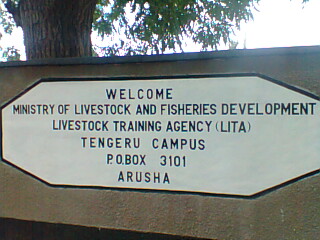 WELCOME
MINISTRY OF LIVESTOCK AND FISHERIES DEVELOPMENT
LIVESTOCK TRAINING AGENCY (LITA)
TENGERU CAMPUS
P.O.BOX 3101
ARUSHA